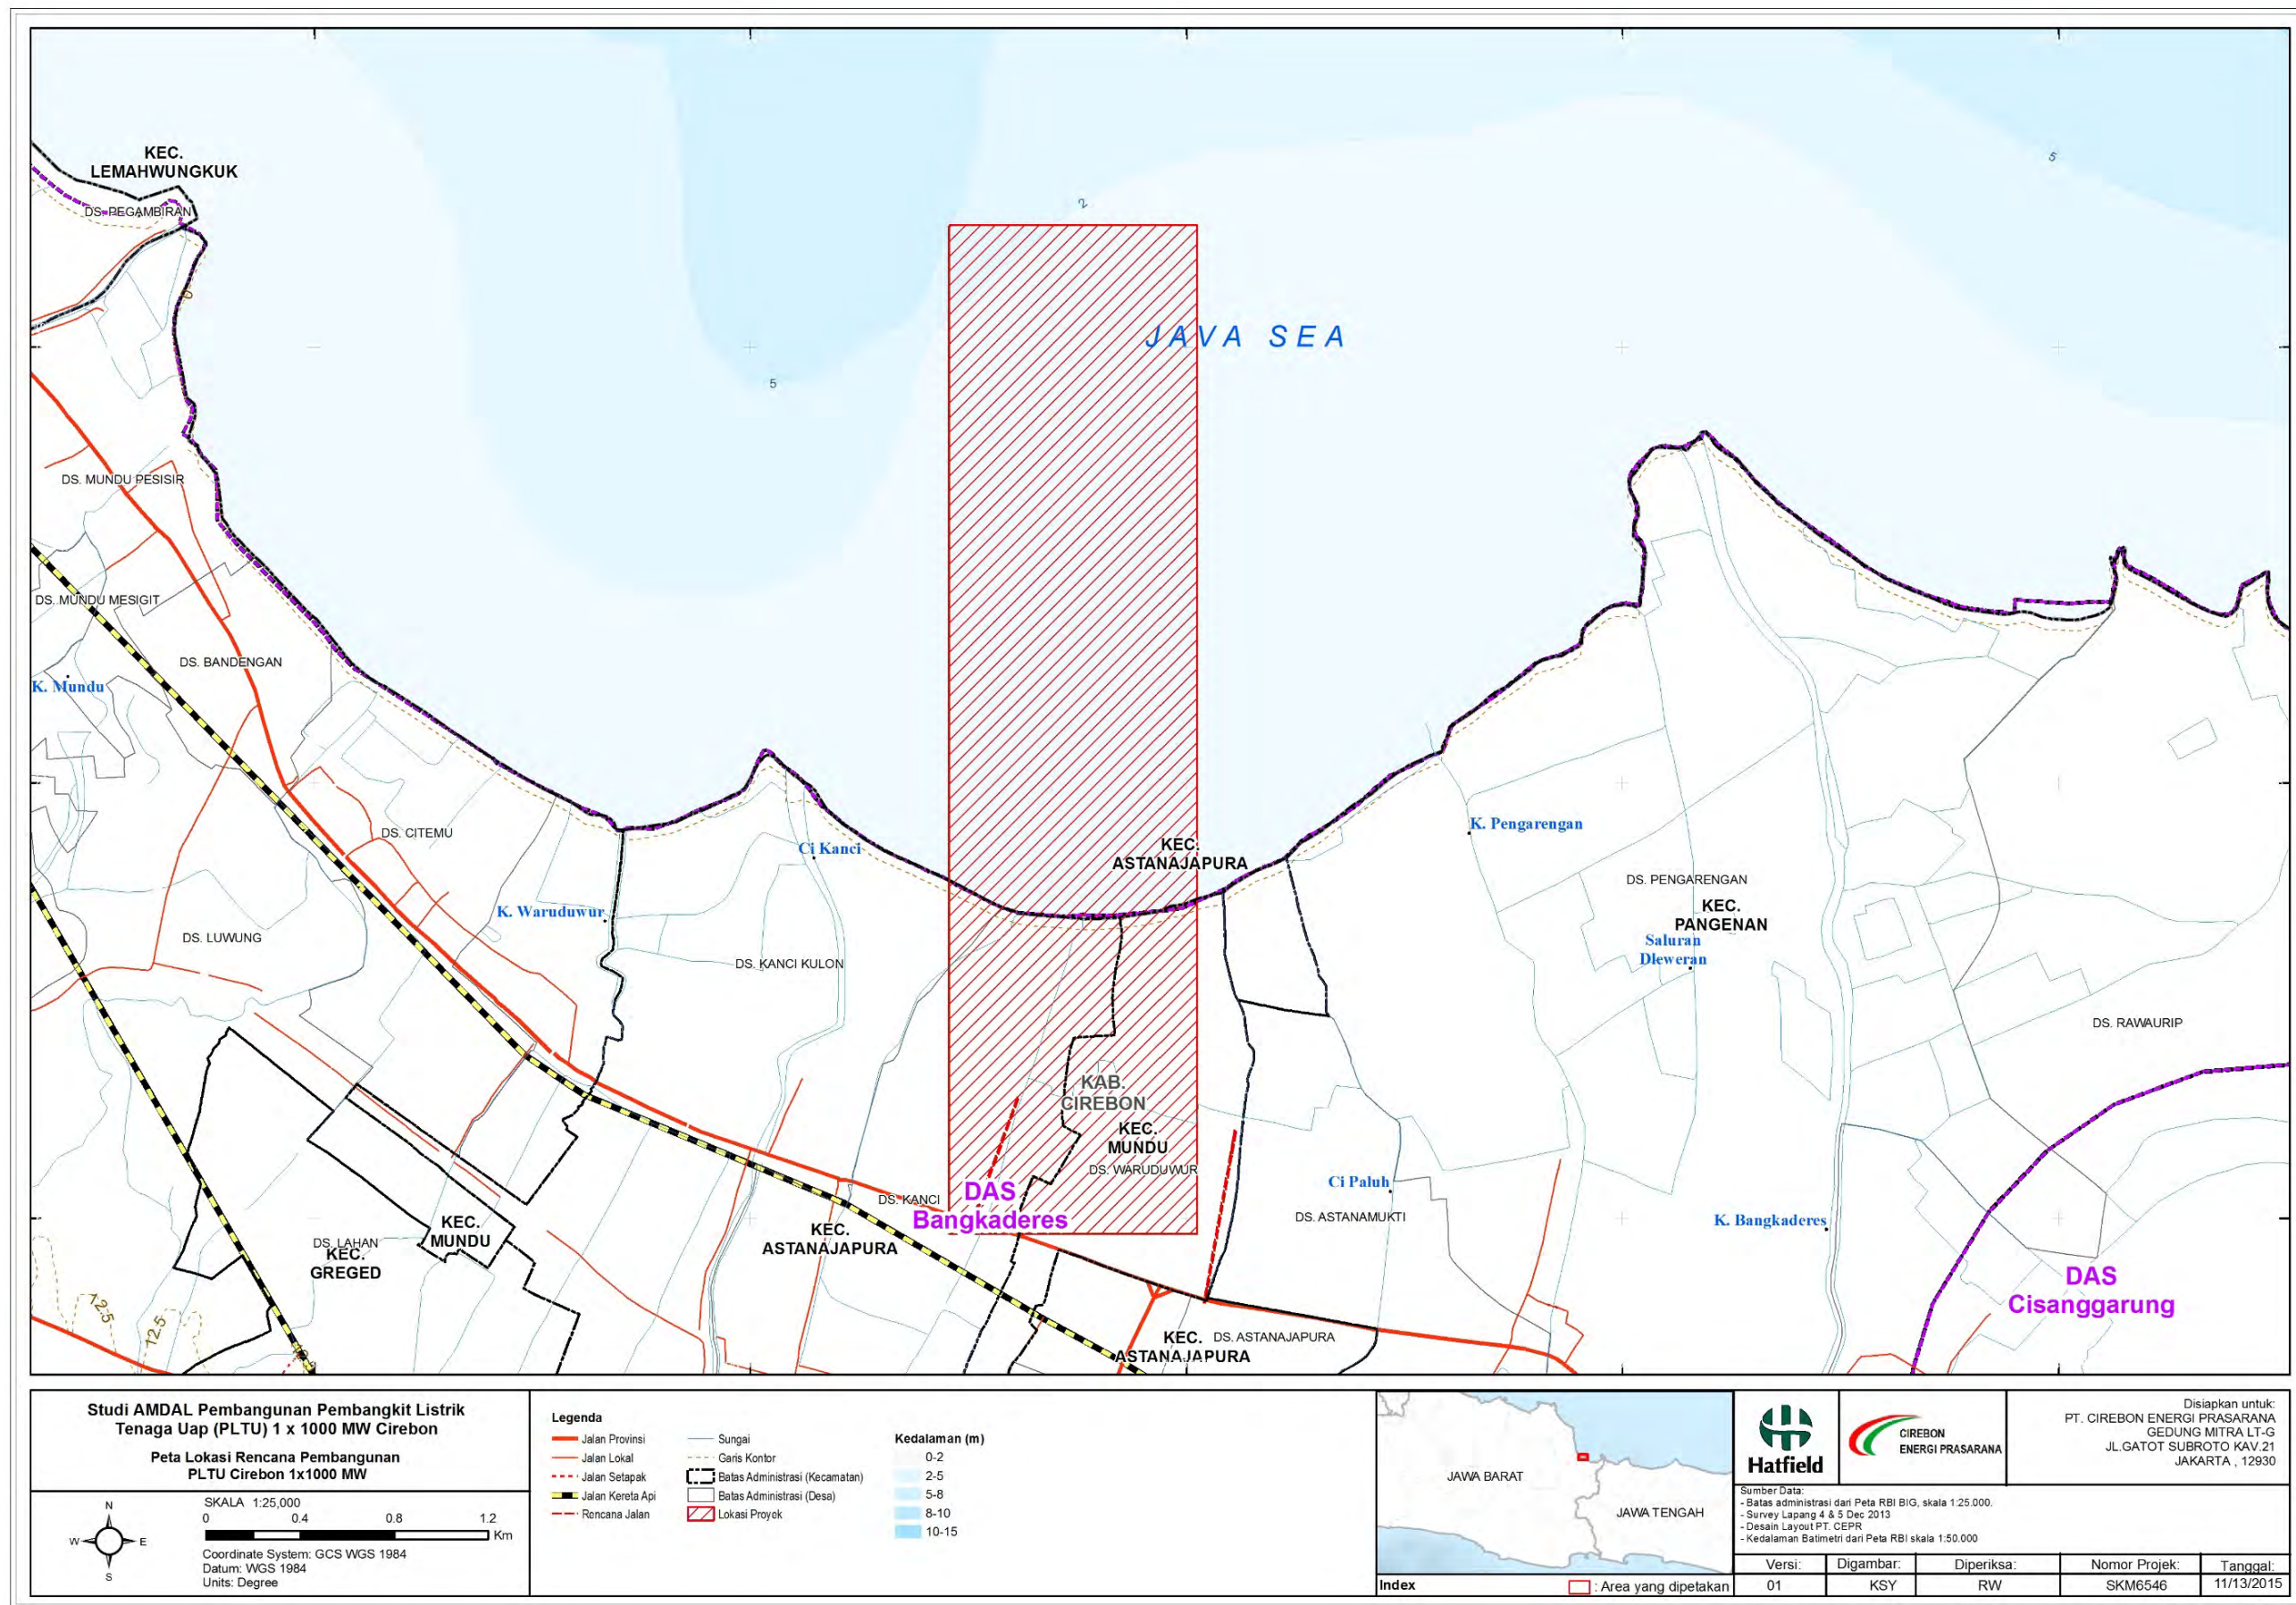 KEC.
LEMAHWUNGKUK
DS. PEGAMBIRAN
2
5
0
JAVA SEA
5
DS. MUNDU PESISIR
DS. MUNDU MESIGIT
DS. BANDENGAN
K. Mundu
DS. CITEMU
Ci Kanci
KEC.
ASTANAJAPURA
K. Pengarengan
DS. PENGARENGAN
KEC.
PANGENAN
K. Waruduwur
DS. LUWUNG
DS. KANCI KULON
Saluran
Dleweran
DS. RAWAURIP
KAB.
CIREBON
KEC.
MUNDU
DS. WARUDUWUR
DAS
Bangkaderes
DS. KANCI
Ci Paluh
DS. ASTANAMUKTI
K. Bangkaderes
KEC.
MUNDU
KEC.
ASTANAJAPURA
DS. LAHAN
KEC.
GREGED
DAS
Cisanggarung
12.5
12.5
KEC.
ASTANAJAPURA
DS. ASTANAJAPURA
Studi AMDAL Pembangunan Pembangkit Listrik
Tenaga Uap (PLTU) 1 x 1000 MW Cirebon
Peta Lokasi Rencana Pembangunan
PLTU Cirebon 1x1000 MW
N
W
E
S
SKALA 1:25,000
0 0.4 0.8 1.2
Km
Coordinate System: GCS WGS 1984
Datum: WGS 1984
Units: Degree
Legenda
Jalan Provinsi
Jalan Lokal
Jalan Setapak
Jalan Kereta Api
Rencana Jalan
Sungai
Garis Kontor
Batas Administrasi (Kecamatan)
Batas Administrasi (Desa)
Lokasi Proyek
Kedalaman (m)
0-2
2-5
5-8
8-10
10-15
JAWA BARAT
JAWA TENGAH
Index
: Area yang dipetakan
Hatfield
CIREBON
ENERGI PRASARANA
Disiapkan untuk:
PT. CIREBON ENERGI PRASARANA
GEDUNG MITRA LT-G
JL.GATOT SUBROTO KAV.21
JAKARTA , 12930
Sumber Data:
- Batas administrasi dari Peta RBI BIG, skala 1:25.000.
- Survey Lapang 4 & 5 Dec 2013
- Desain Layout PT. CEPR
- Kedalaman Batimetri dari Peta RBI skala 1:50.000
Versi: Digambar: Diperiksa: Nomor Projek: Tanggal:
01 KSY RW SKM6546 11/13/2015